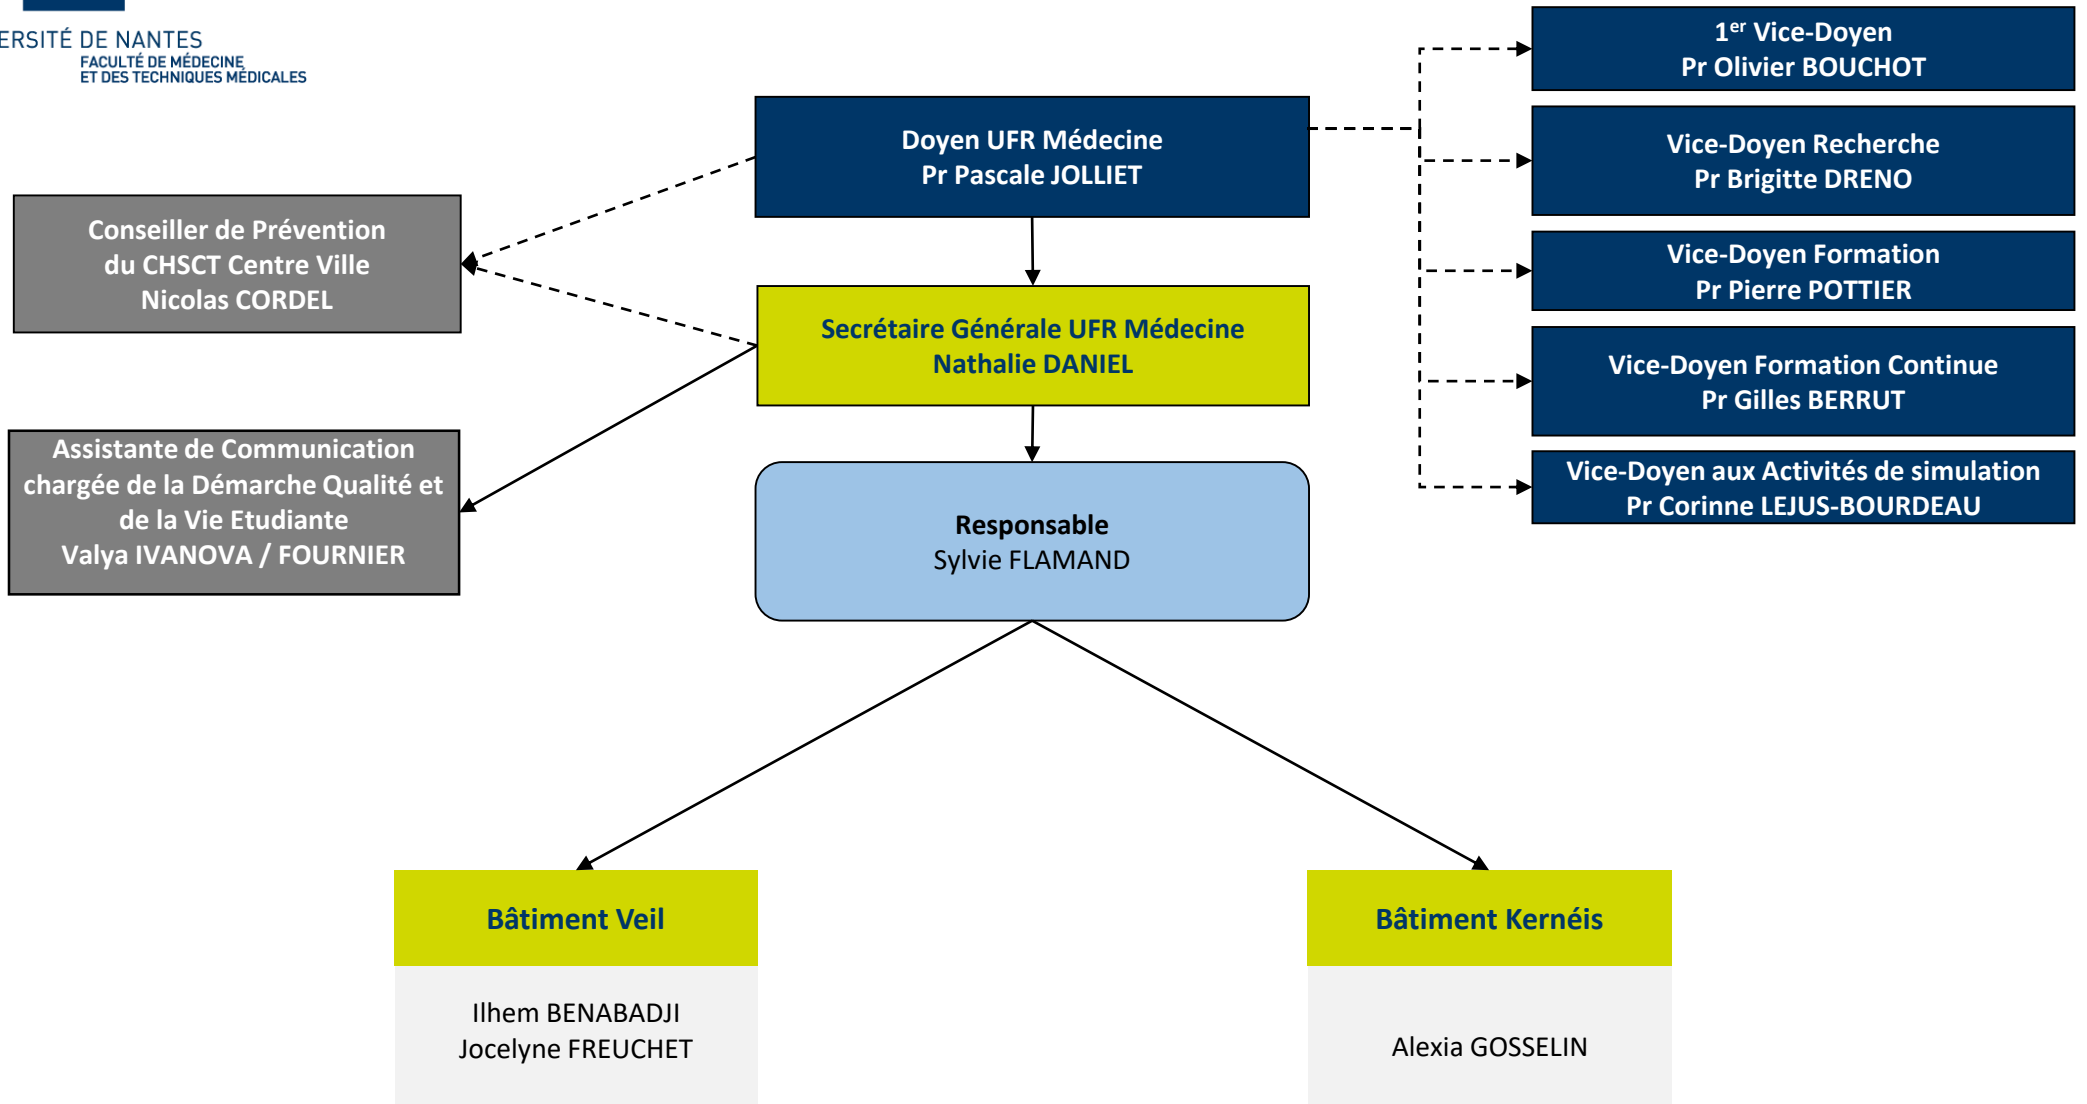 ERSITÉ DE NANTES
FACULTÉ DE MÉDECINE
ET DES TECHNIQUES MÉDICALES
Doyen UFR Médecine
Pr Pascale JOLLIET
1er Vice-Doyen
Pr Olivier BOUCHOT
Vice-Doyen Recherche
Pr Brigitte DRENO
Vice-Doyen Formation
Pr Pierre POTTIER
Vice-Doyen Formation Continue
Pr Gilles BERRUT
Vice-Doyen aux Activités de simulation
Pr Corinne LEJUS-BOURDEAU
Conseiller de Prévention
du CHSCT Centre Ville
Nicolas CORDEL
Secrétaire Générale UFR Médecine
Nathalie DANIEL
Assistante de Communication
chargée de la Démarche Qualité et
de la Vie Etudiante
Valya IVANOVA / FOURNIER
Responsable
Sylvie FLAMAND
Bâtiment Veil
Ilhem BENABADJI
Jocelyne FREUCHET
Bâtiment Kernéis
Alexia GOSSELIN